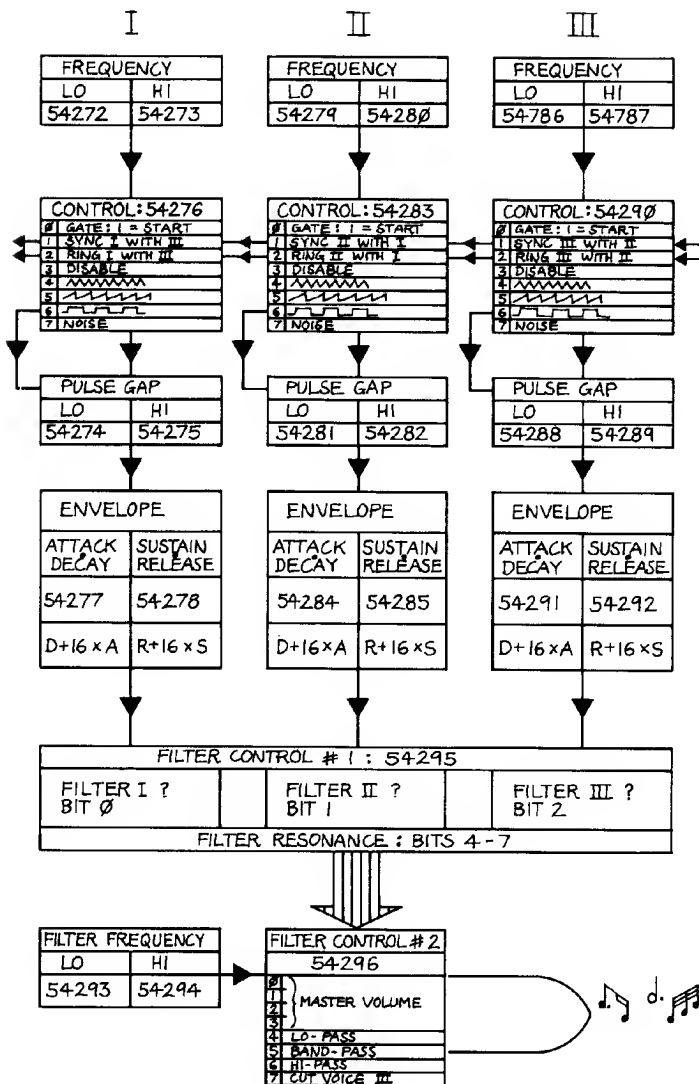 I II III
FREQUENCY
LO HI
54272 54273
FREQUENCY
LO HI
54279 54280
FREQUENCY
LO HI
54786 54787
CONTROL: 54276
0 GATE: 1 = START
1 SYNC I WITH III
2 RING I WITH III
3 DISABLE
4
5
6
7 NOISE
CONTROL: 54283
0 GATE: 1 = START
1 SYNC II WITH I
2 RING II WITH I
3 DISABLE
4
5
6
7 NOISE
CONTROL: 54290
0 GATE: 1 = START
1 SYNC III WITH II
2 RING III WITH II
3 DISABLE
4
5
6
7 NOISE
PULSE GAP
LO HI
54274 54275
PULSE GAP
LO HI
54281 54282
PULSE GAP
LO HI
54288 54289
ENVELOPE
ATTACK SUSTAIN
DECAY RELEASE
54277 54278
D+16×A R+16×S
ENVELOPE
ATTACK SUSTAIN
DECAY RELEASE
54284 54285
D+16×A R+16×S
ENVELOPE
ATTACK SUSTAIN
DECAY RELEASE
54291 54292
D+16×A R+16×S
FILTER CONTROL # 1 : 54295
FILTER I ?
BIT 0
FILTER II ?
BIT 1
FILTER III ?
BIT 2
FILTER RESONANCE : BITS 4-7
FILTER FREQUENCY
LO HI
54293 54294
FILTER CONTROL # 2
54296
0
1
2
3
MASTER VOLUME
4 LO-PASS
5 BAND-PASS
6 HI-PASS
7 CUT VOICE III